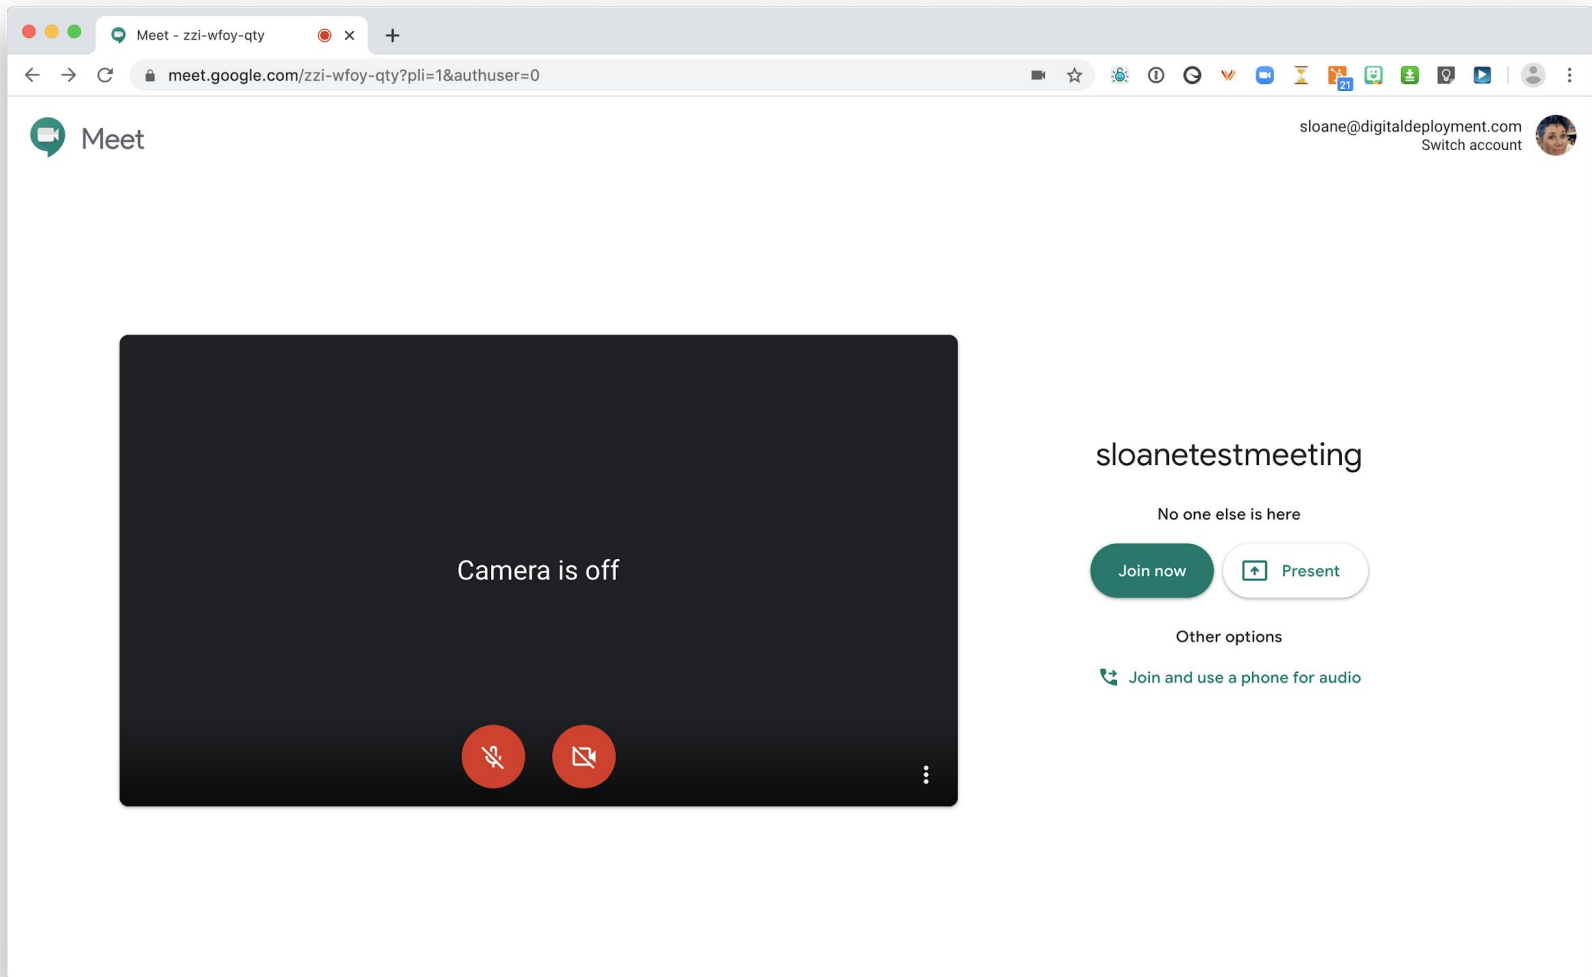 Meet - zzi-wfoy-qty
meet.google.com/zzi-wfoy-qty?pli=1&authuser=0
21
Meet
sloane@digitaldeployment.com
Switch account
Camera is off
sloanetestmeeting
No one else is here
Join now
Present
Other options
Join and use a phone for audio